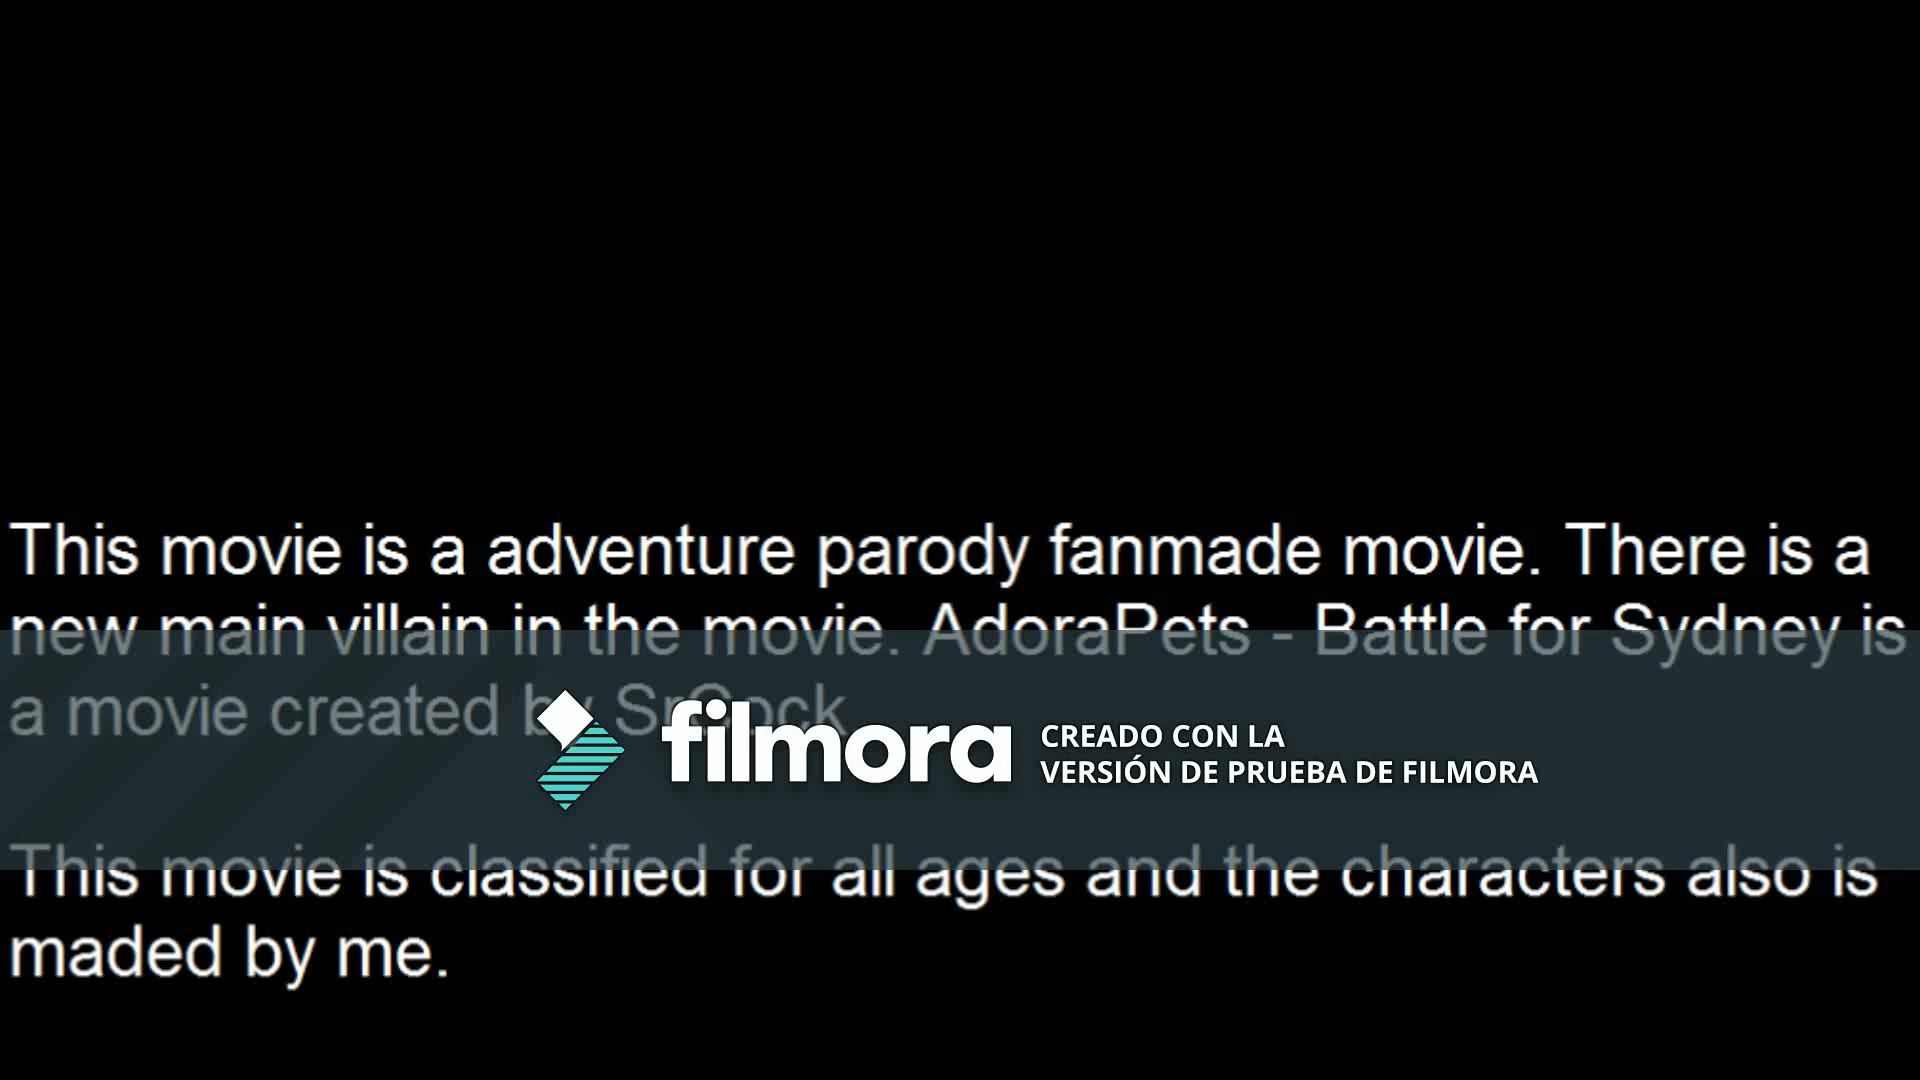 This movie is a adventure parody fanmade movie. There is a
new main villain in the movie. AdoraPets - Battle for Sydney is
a movie created by
filmora
CREADO CON LA
VERSIÓN DE PRUEBA DE FILMORA
This movie is classified for all ages and the characters also is
maded by me.